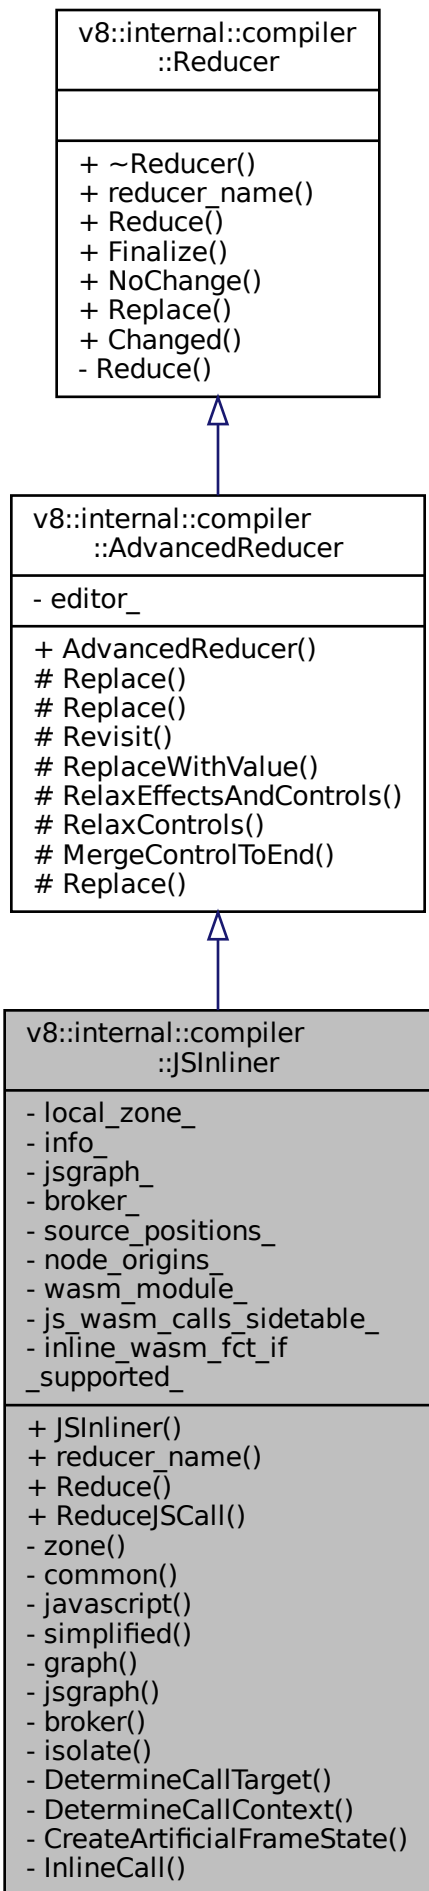 v8::internal::compiler
::Reducer
+ ~Reducer()
+ reducer_name()
+ Reduce()
+ Finalize()
+ NoChange()
+ Replace()
+ Changed()
- Reduce()
v8::internal::compiler
::AdvancedReducer
- editor_
+ AdvancedReducer()
# Replace()
# Replace()
# Revisit()
# ReplaceWithValue()
# RelaxEffectsAndControls()
# RelaxControls()
# MergeControlToEnd()
# Replace()
v8::internal::compiler
::JSInliner
- local_zone_
- info_
- jsgraph_
- broker_
- source_positions_
- node_origins_
- wasm_module_
- js_wasm_calls_sidetable_
- inline_wasm_fct_if
_supported_
+ JSInliner()
+ reducer_name()
+ Reduce()
+ ReduceJSCall()
- zone()
- common()
- javascript()
- simplified()
- graph()
- jsgraph()
- broker()
- isolate()
- DetermineCallTarget()
- DetermineCallContext()
- CreateArtificialFrameState()
- InlineCall()